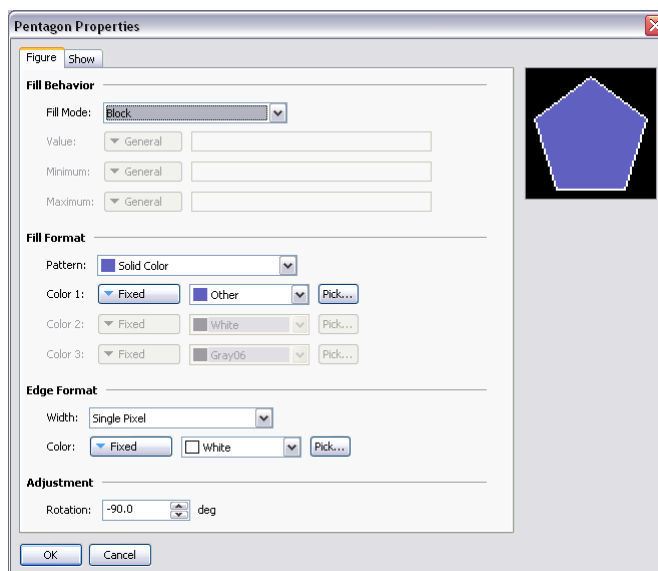 Pentagon Properties
Figure Show
Fill Behavior
Fill Mode: Block
Value: General
Minimum: General
Maximum: General
Fill Format
Pattern: Solid Color
Color 1: Fixed Other Pick...
Color 2: Fixed White Pick...
Color 3: Fixed Gray06 Pick...
Edge Format
Width: Single Pixel
Color: Fixed White Pick...
Adjustment
Rotation: -90.0 deg
OK Cancel